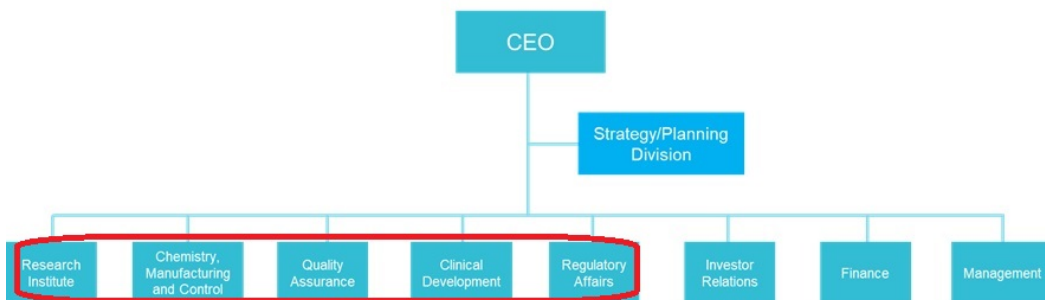 CEO
Strategy/Planning
Division
Research
Institute
Chemistry,
Manufacturing
and Control
Quality
Assurance
Clinical
Development
Regulatory
Affairs
Investor
Relations
Finance
Management